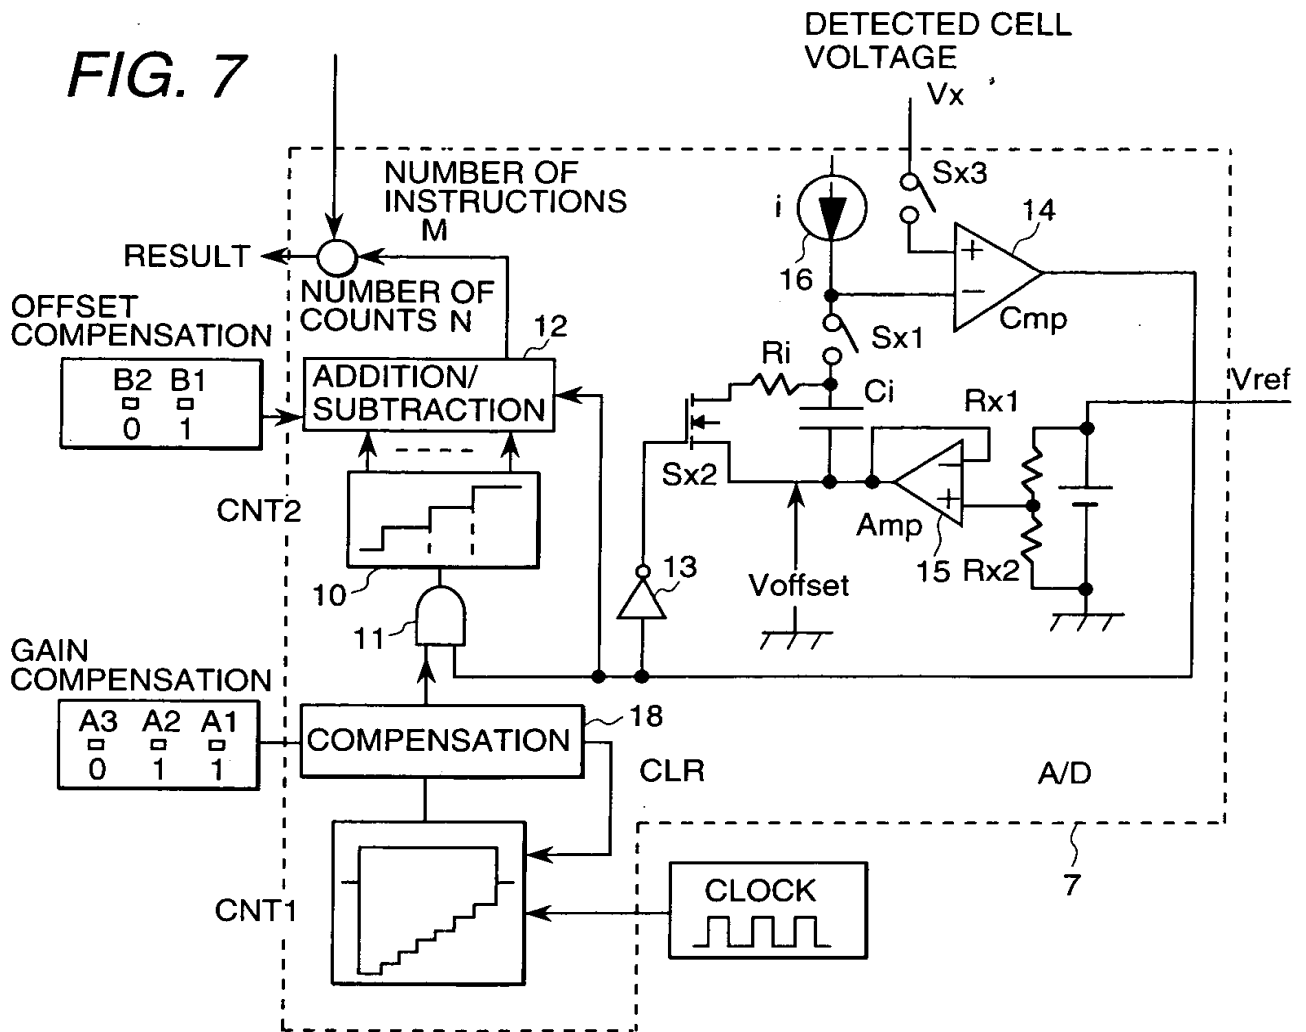 FIG. 7
DETECTED CELL
VOLTAGE
Vx
NUMBER OF
INSTRUCTIONS
M
i
16
Sx3
14
+
−
Cmp
RESULT
NUMBER OF
COUNTS N
OFFSET
COMPENSATION
B2 B1
0 1
12
ADDITION/
SUBTRACTION
Sx1
Ri
Ci
Rx1
Vref
Sx2
−
+
Amp
15
Rx2
CNT2
10
11
13
Voffset
GAIN
COMPENSATION
A3 A2 A1
0 1 1
18
COMPENSATION
CLR
A/D
7
CNT1
CLOCK